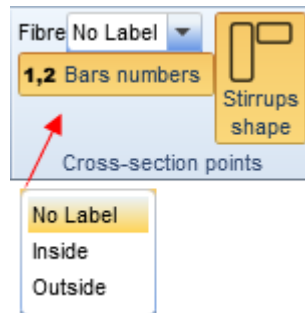 Fibre No Label
1,2 Bars numbers
Stirrups
shape
Cross-section points
No Label
Inside
Outside